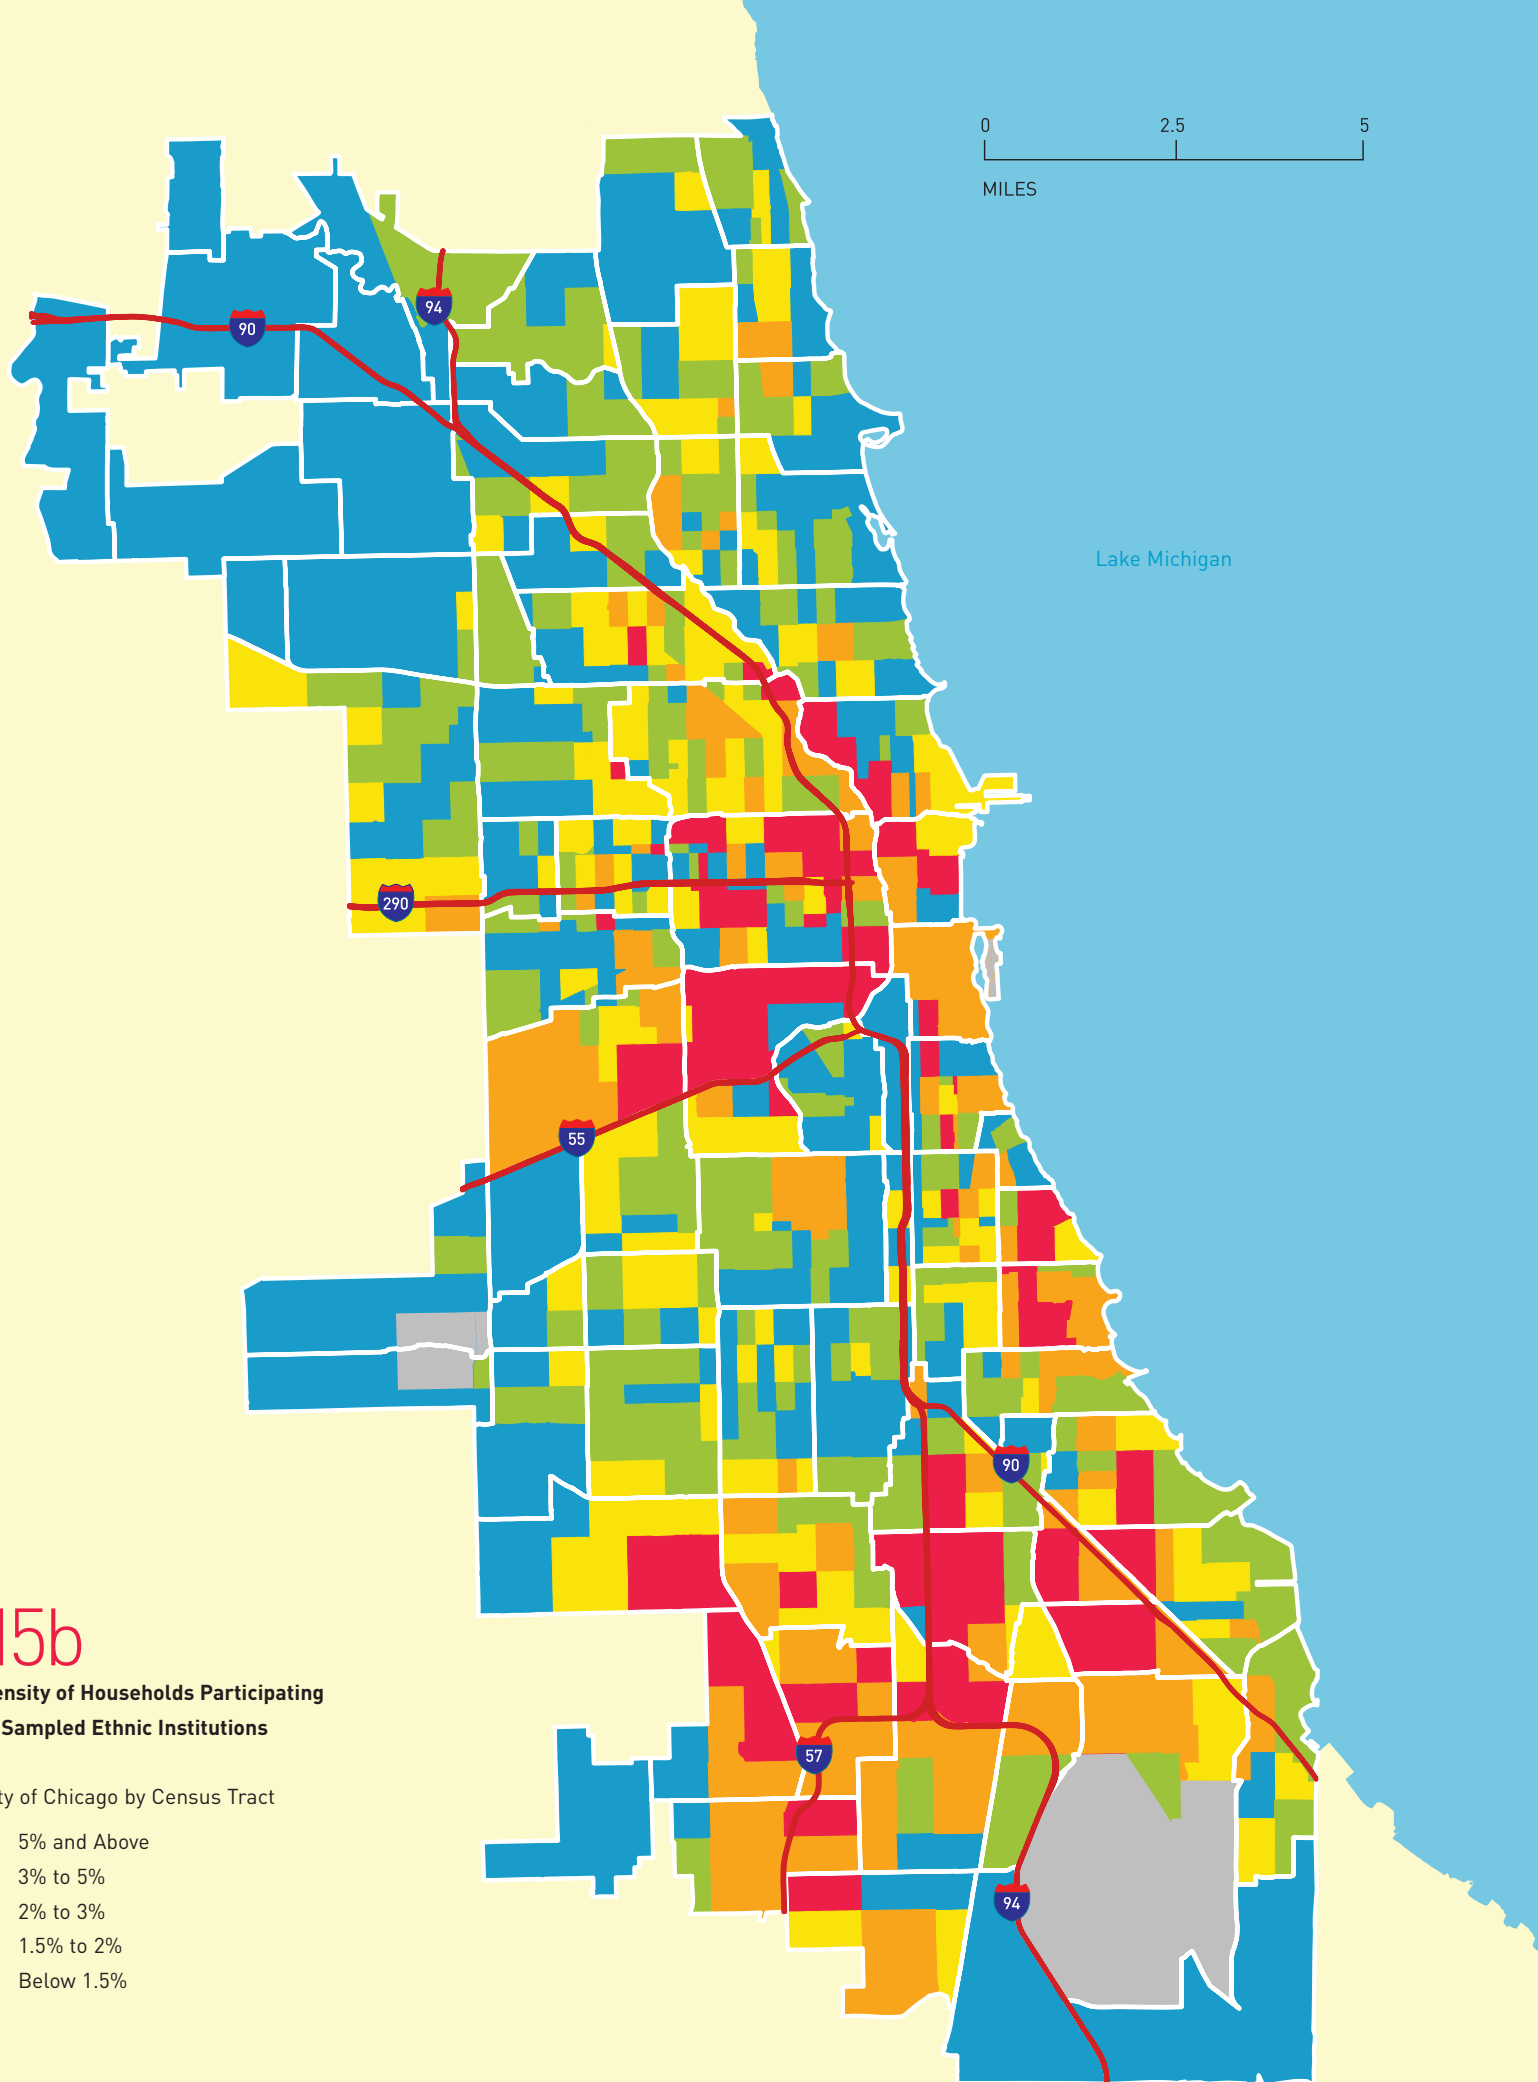 0 2.5 5
MILES
94
90
Lake Michigan
290
55
90
15b
ensity of Households Participating
Sampled Ethnic Institutions
57
ty of Chicago by Census Tract
5% and Above
3% to 5%
2% to 3%
94
1.5% to 2%
Below 1.5%